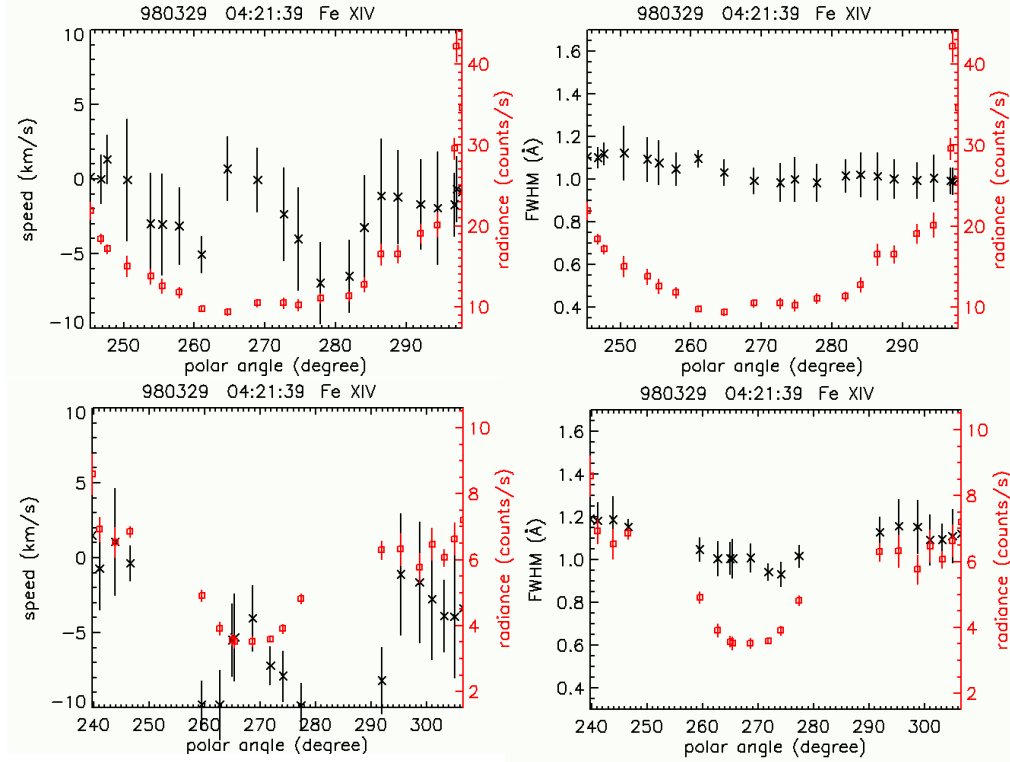 980329 04:21:39 Fe XIV
10
5
0
−5
−10
speed (km/s)
40
30
20
10
radiance (counts/s)
250 260 270 280 290
polar angle (degree)
980329 04:21:39 Fe XIV
1.6
1.4
1.2
1.0
0.8
0.6
0.4
FWHM (Å)
40
30
20
10
radiance (counts/s)
250 260 270 280 290
polar angle (degree)
980329 04:21:39 Fe XIV
10
5
0
−5
−10
speed (km/s)
10
8
6
4
2
radiance (counts/s)
240 250 260 270 280 290 300
polar angle (degree)
980329 04:21:39 Fe XIV
1.6
1.4
1.2
1.0
0.8
0.6
0.4
FWHM (Å)
10
8
6
4
2
radiance (counts/s)
240 250 260 270 280 290 300
polar angle (degree)